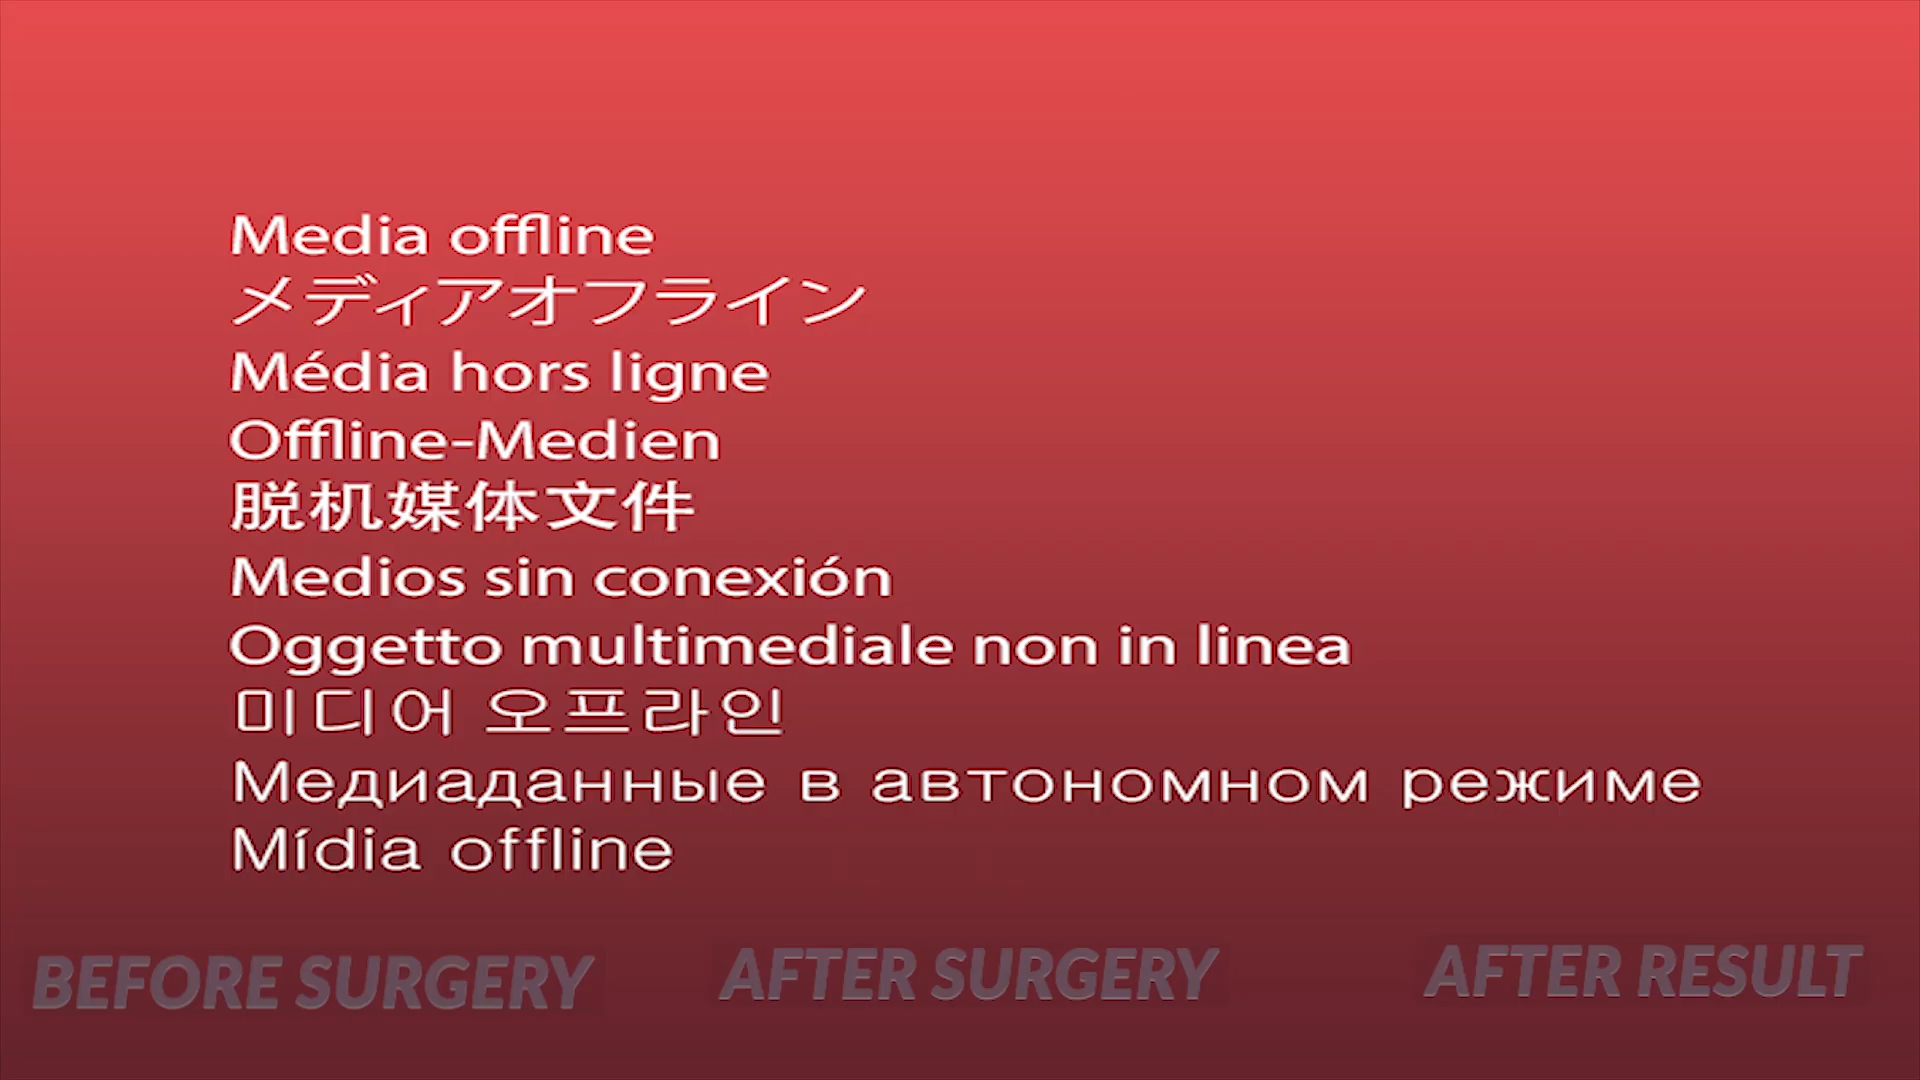 Media offline
メディアオフライン
Média hors ligne
Offline-Medien
脱机媒体文件
Medios sin conexión
Oggetto multimediale non in linea
미디어 오프라인
Медиаданные в автономном режиме
Mídia offline
BEFORE SURGERY AFTER SURGERY AFTER RESULT